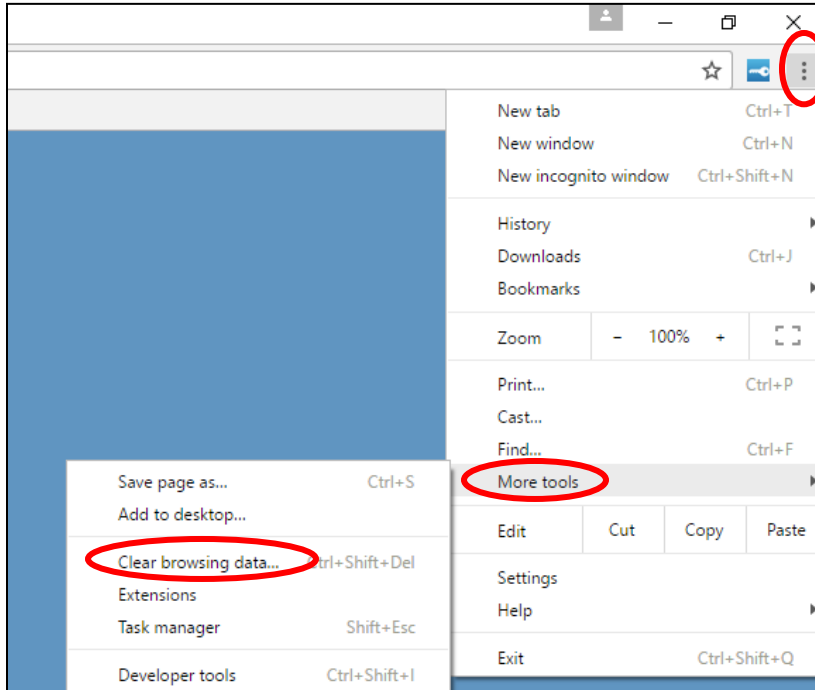 New tab Ctrl+T
New window Ctrl+N
New incognito window Ctrl+Shift+N
History
Downloads Ctrl+J
Bookmarks
Zoom - 100% +
Print... Ctrl+P
Cast...
Find... Ctrl+F
More tools
Edit Cut Copy Paste
Settings
Help
Exit Ctrl+Shift+Q
Save page as... Ctrl+S
Add to desktop...
Clear browsing data... Ctrl+Shift+Del
Extensions
Task manager Shift+Esc
Developer tools Ctrl+Shift+I